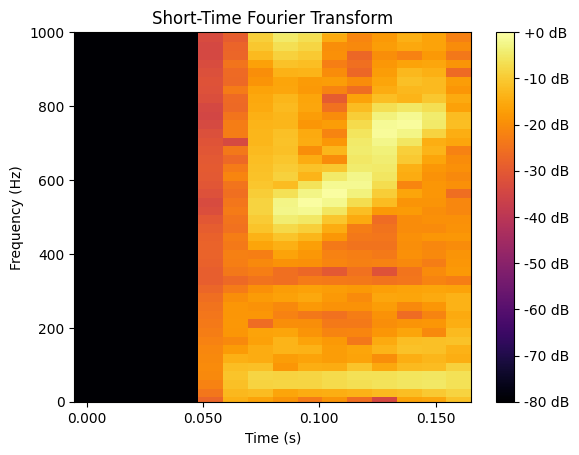 Short-Time Fourier Transform
1000
800
600
400
200
0
Frequency (Hz)
0.000
0.050
0.100
0.150
Time (s)
+0 dB
-10 dB
-20 dB
-30 dB
-40 dB
-50 dB
-60 dB
-70 dB
-80 dB